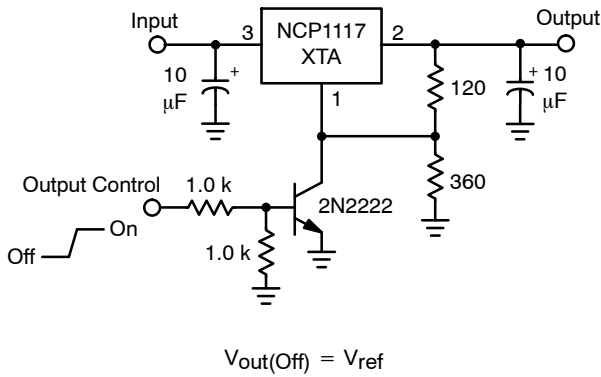 Input
Output
3
NCP1117
XTA
2
10
µF
+
1
120
+ 10
µF
360
Output Control
1.0 k
2N2222
On
Off
1.0 k
Vout(Off) = Vref